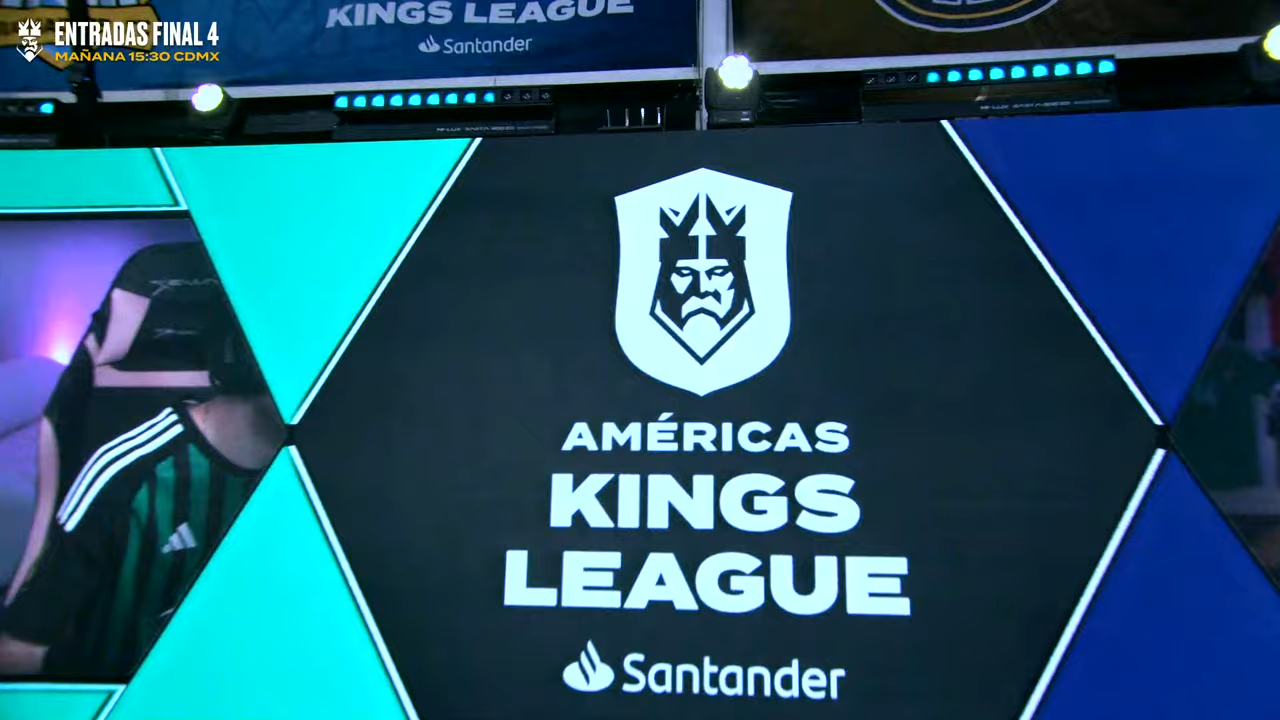 ENTRADAS FINAL 4
MAÑANA 15:30 CDMX
KINGS LEAGUE
Santander
AMÉRICAS
KINGS
LEAGUE
Santander